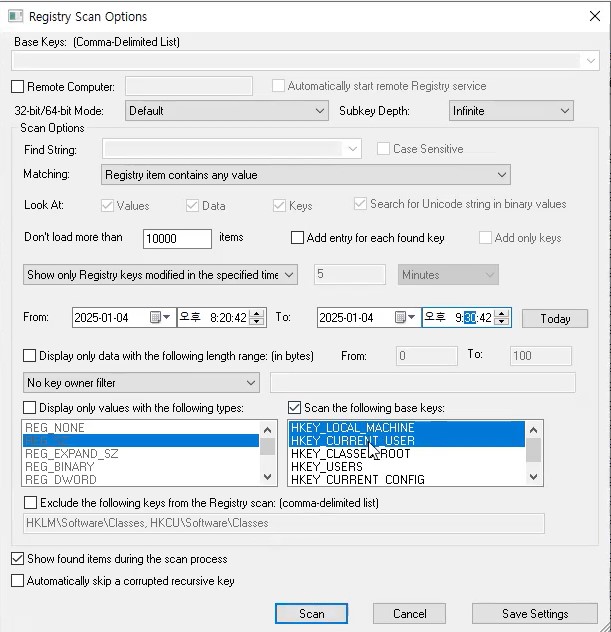 Registry Scan Options
Base Keys: (Comma-Delimited List)
Remote Computer:
Automatically start remote Registry service
32-bit/64-bit Mode: Default Subkey Depth: Infinite
Scan Options
Find String: Case Sensitive
Matching: Registry item contains any value
Look At: Values Data Keys Search for Unicode string in binary values
Don't load more than 10000 items Add entry for each found key Add only keys
Show only Registry keys modified in the specified time 5 Minutes
From: 2025-01-04 오후 8:20:42 To: 2025-01-04 오후 9:30:42 Today
Display only data with the following length range: (in bytes) From: 0 To: 100
No key owner filter
Display only values with the following types:
REG_NONE
REG_EXPAND_SZ
REG_BINARY
REG_DWORD
Scan the following base keys:
HKEY_LOCAL_MACHINE
HKEY_CURRENT_USER
HKEY_CLASSES_ROOT
HKEY_USERS
HKEY_CURRENT_CONFIG
Exclude the following keys from the Registry scan: (comma-delimited list)
HKLM\Software\Classes, HKCU\Software\Classes
Show found items during the scan process
Automatically skip a corrupted recursive key
Scan Cancel Save Settings